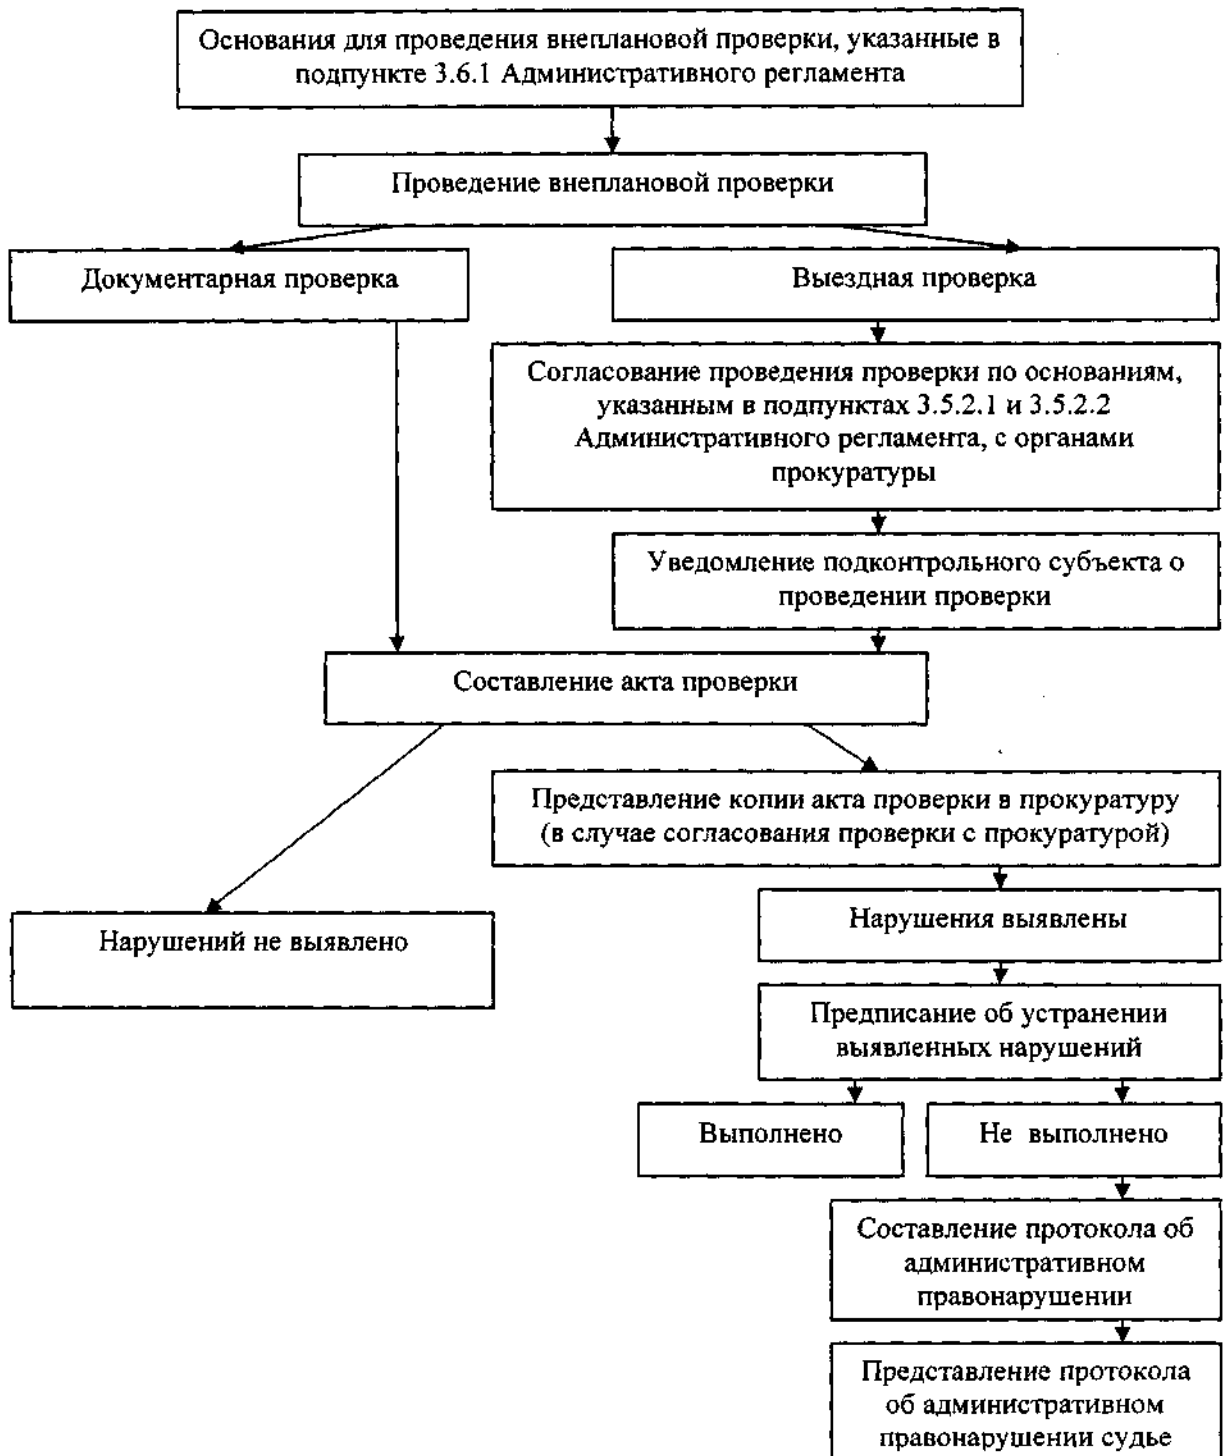 Основания для проведения внеплановой проверки, указанные в
подпункте 3.6.1 Административного регламента
Проведение внеплановой проверки
Документарная проверка
Выездная проверка
Согласование проведения проверки по основаниям,
указанным в подпунктах 3.5.2.1 и 3.5.2.2
Административного регламента, с органами
прокуратуры
Уведомление подконтрольного субъекта о
проведении проверки
Составление акта проверки
Представление копии акта проверки в прокуратуру
(в случае согласования проверки с прокуратурой)
Нарушений не выявлено
Нарушения выявлены
Предписание об устранении
выявленных нарушений
Выполнено
Не выполнено
Составление протокола об
административном
правонарушении
Представление протокола
об административном
правонарушении судье